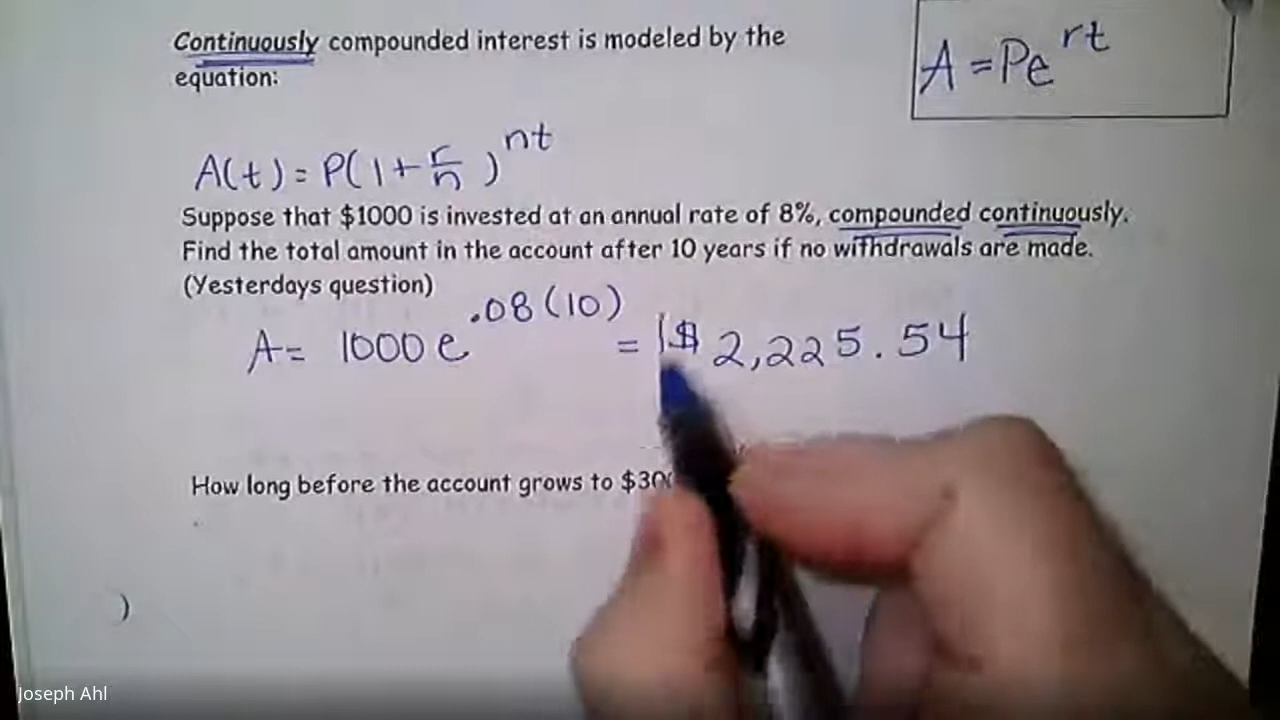 Continuously compounded interest is modeled by the
equation:
A = Pe^rt
A(t) = P(1 + r/n)^nt
Suppose that $1000 is invested at an annual rate of 8%, compounded continuously.
Find the total amount in the account after 10 years if no withdrawals are made.
(Yesterdays question)
A = 1000e^.08(10) = $2,225.54
How long before the account grows to
)
Joseph Ahl